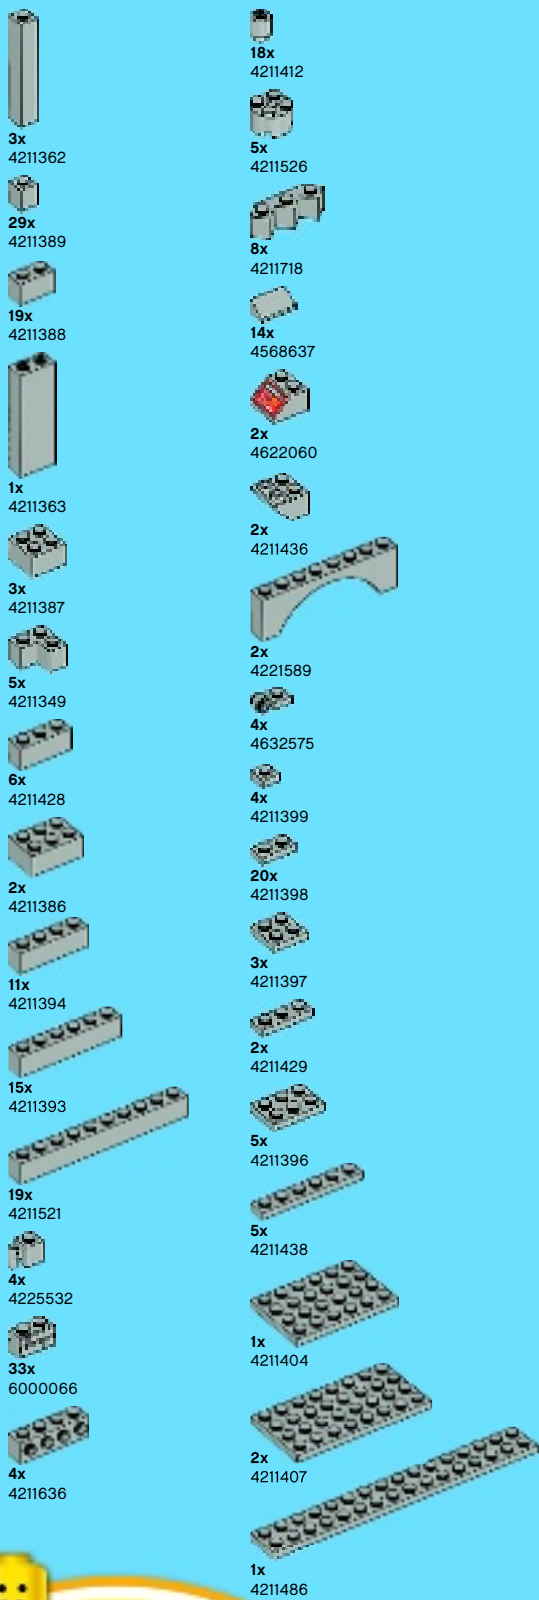 3x
4211362
29x
4211389
19x
4211388
1x
4211363
3x
4211387
5x
4211349
6x
4211428
2x
4211386
11x
4211394
15x
4211393
19x
4211521
4x
4225532
33x
6000066
4x
4211636
18x
4211412
5x
4211526
8x
4211718
14x
4568637
2x
4622060
2x
4211436
2x
4221589
4x
4632575
4x
4211399
20x
4211398
3x
4211397
2x
4211429
5x
4211396
5x
4211438
1x
4211404
2x
4211407
1x
4211486